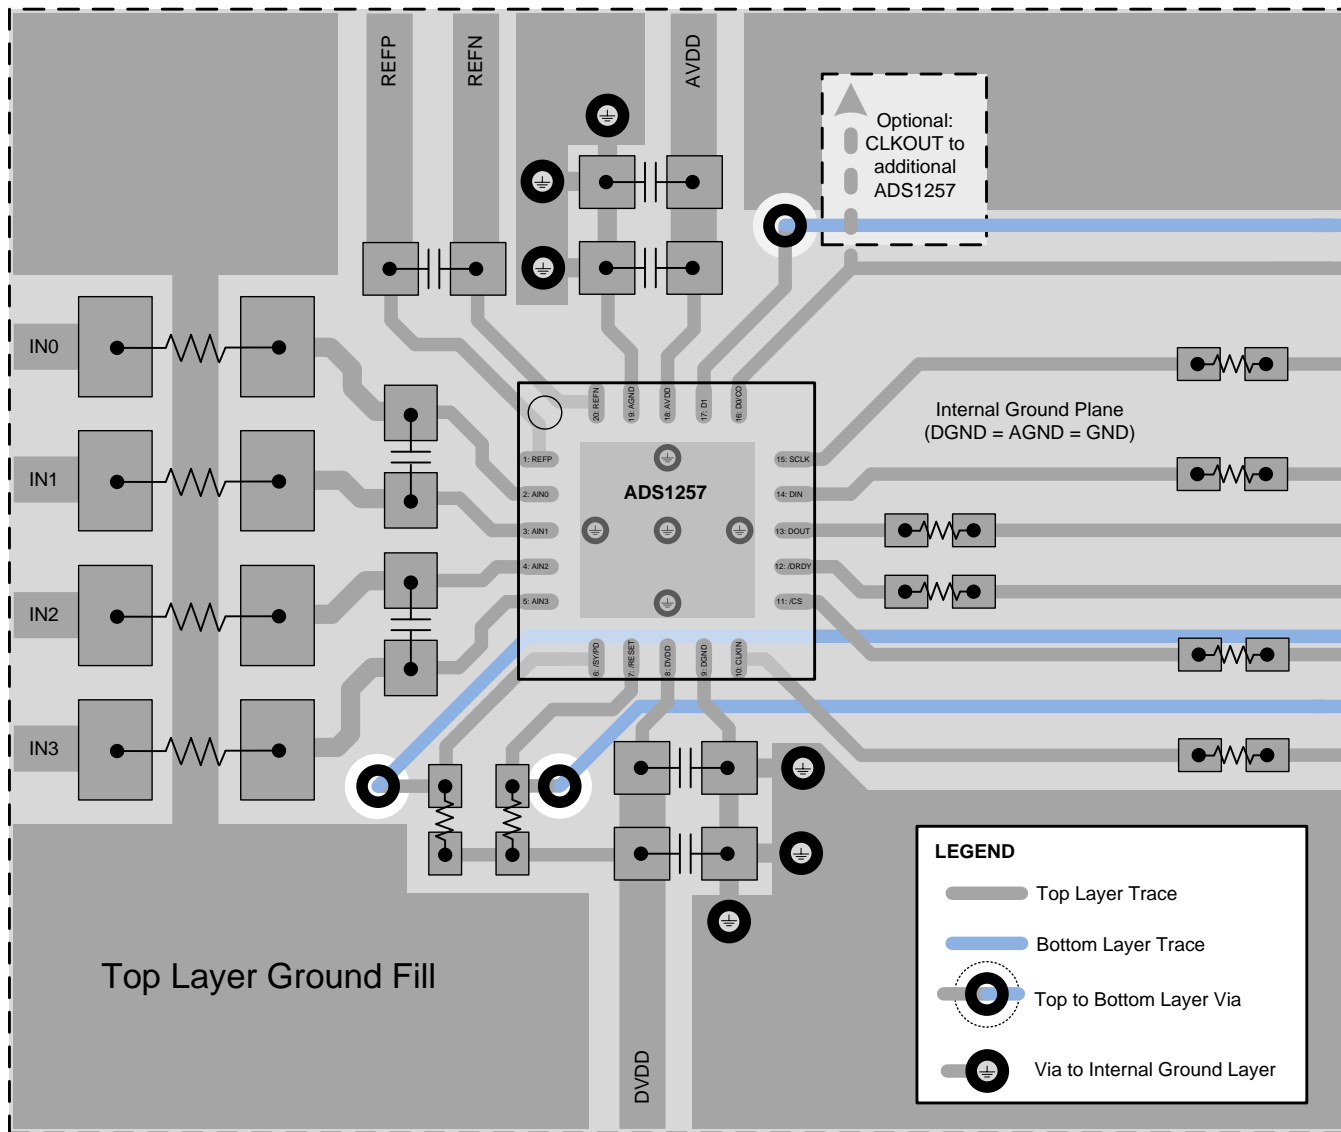 REFP
REFN
AVDD
Optional:
CLKOUT to
additional
ADS1257
IN0
IN1
IN2
IN3
20: REFN
19: AGND
18: AVDD
17: D1
16: D0/CO
1: REFP
2: AIN0
3: AIN1
4: AIN2
5: AIN3
ADS1257
15: SCLK
14: DIN
13: DOUT
12: /DRDY
11: /CS
6: /SY/PD
7: /RESET
8: DVDD
9: DGND
10: CLKIN
Internal Ground Plane
(DGND = AGND = GND)
Top Layer Ground Fill
DVDD
LEGEND
Top Layer Trace
Bottom Layer Trace
Top to Bottom Layer Via
Via to Internal Ground Layer